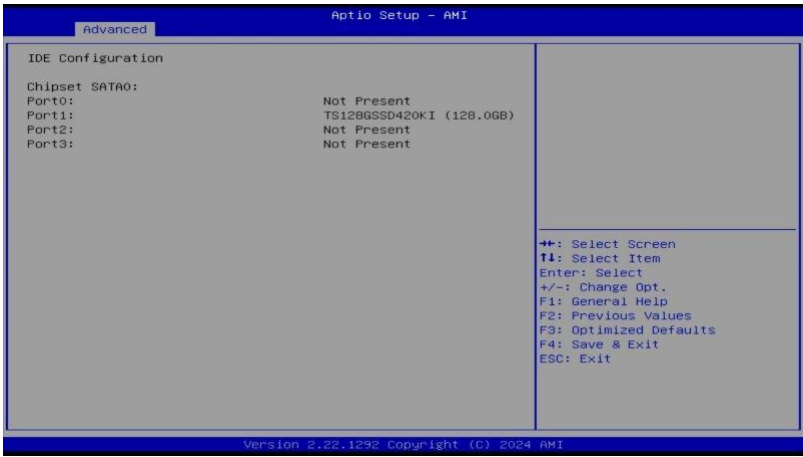 Aptio Setup – AMI
Advanced
IDE Configuration
Chipset SATA0:
Port0: Not Present
Port1: TS128GSSD420KI (128.0GB)
Port2: Not Present
Port3: Not Present
→←: Select Screen
↑↓: Select Item
Enter: Select
+/-: Change Opt.
F1: General Help
F2: Previous Values
F3: Optimized Defaults
F4: Save & Exit
ESC: Exit
Version 2.22.1292 Copyright (C) 2024 AMI